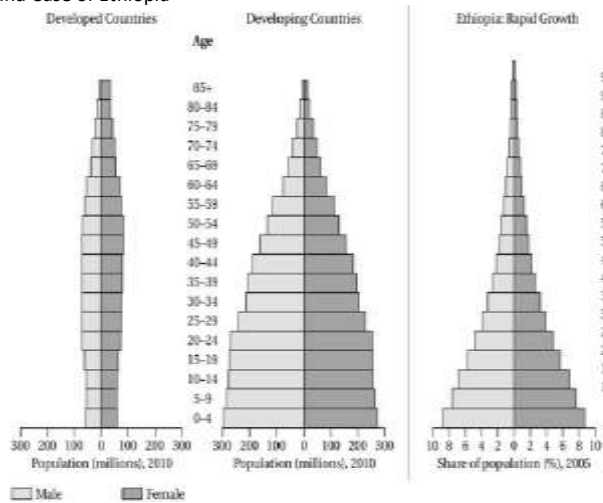 Developed Countries
Developing Countries
Ethiopia: Rapid Growth
Age
85+
80–84
75–79
70–74
65–69
60–64
55–59
50–54
45–49
40–44
35–39
30–34
25–29
20–24
15–19
10–14
5–9
0–4
300 200 100 0 100 200 300
300 200 100 0 100 200 300
10 8 6 4 2 0 2 4 6 8 10
Population (millions), 2010
Population (millions), 2010
Share of population (%), 2005
Male
Female